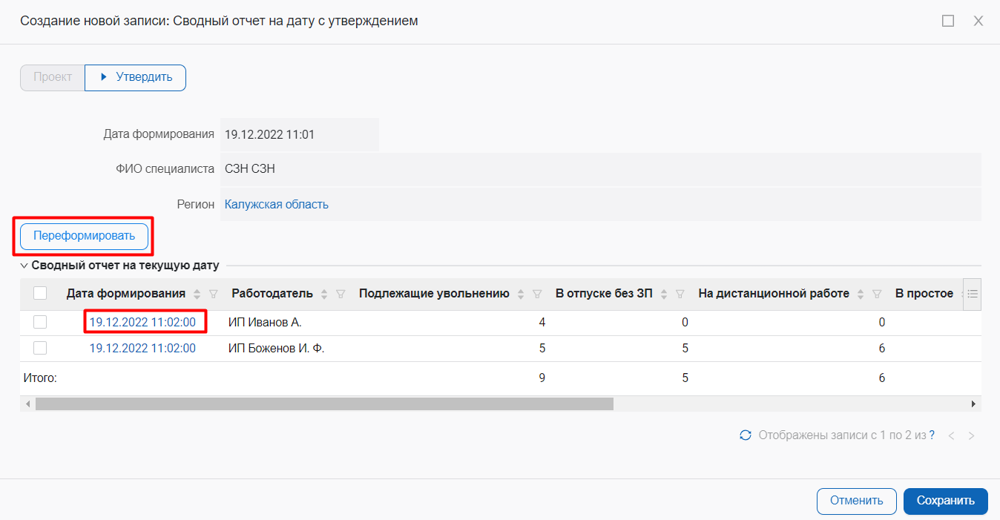 Создание новой записи: Сводный отчет на дату с утверждением
Проект Утвердить
Дата формирования 19.12.2022 11:01
ФИО специалиста СЗН СЗН
Регион Калужская область
Переформировать
Сводный отчет на текущую дату
Дата формирования Работодатель Подлежащие увольнению В отпуске без ЗП На дистанционной работе В простое
19.12.2022 11:02:00 ИП Иванов А. 4 0 0
19.12.2022 11:02:00 ИП Боженов И. Ф. 5 5 6
Итого: 9 5 6
Отображены записи с 1 по 2 из ?
Отменить Сохранить